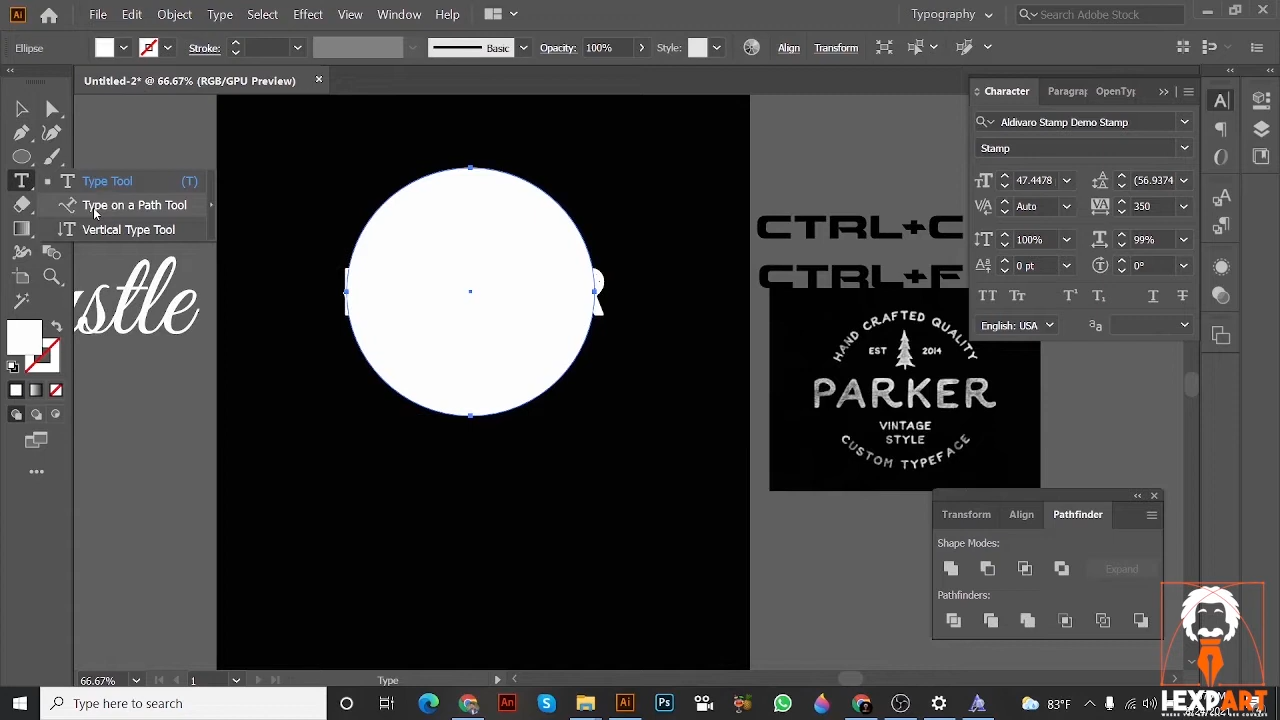 File Edit Object Type Select Effect View Window Help
Typography
Search Adobe Stock
Ellipse
Stroke:
Basic
Opacity: 100%
Style:
Align
Transform
Untitled-2* @ 66.67% (RGB/GPU Preview)
Type Tool (T)
Type on a Path Tool
Vertical Type Tool
CTRL+C
CTRL+F
HAND CRAFTED QUALITY
EST 2014
PARKER
VINTAGE
STYLE
CUSTOM TYPEFACE
Character
OpenTy
Aldivaro Stamp Demo Stamp
Stamp
47.4478 (56.9374
Auto 350
100% 99%
0 pt 0°
English: USA
Transform Align Pathfinder
Shape Modes:
Expand
Pathfinders:
66.67% 1 Type
Type here to search